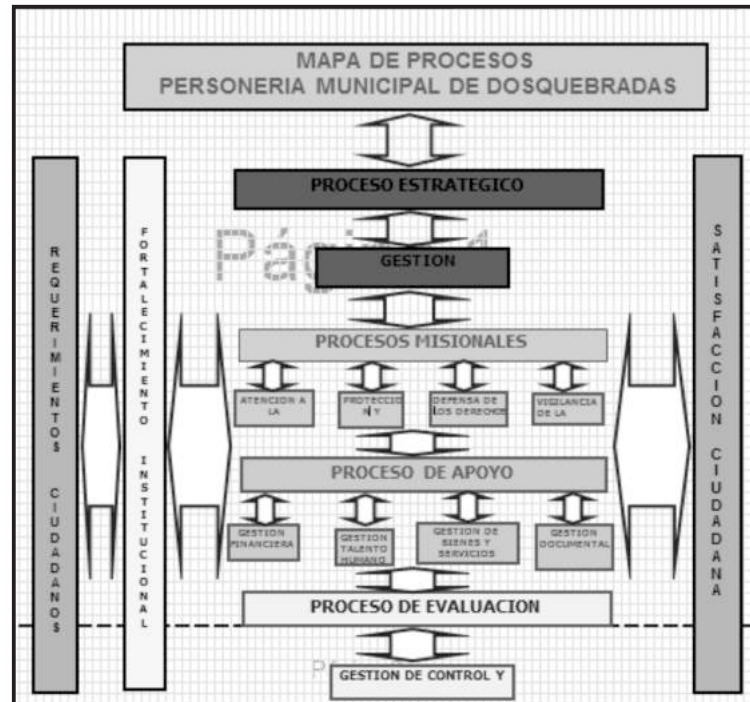 MAPA DE PROCESOS
PERSONERIA MUNICIPAL DE DOSQUEBRADAS
PROCESO ESTRATEGICO
GESTION
REQUERIMIENTOS CIUDADANOS
FORTALECIMIENTO INSTITUCIONAL
SATISFACCION CIUDADANA
PROCESOS MISIONALES
ATENCION A
LA
PROTECCIO
N Y
DEFENSA DE
LOS DERECHOS
VIGILANCIA
DE LA
PROCESO DE APOYO
GESTION
FINANCIERA
GESTION
TALENTO
HUMANO
GESTION DE
BIENES Y
SERVICIOS
GESTION
DOCUMENTAL
PROCESO DE EVALUACION
GESTION DE CONTROL Y